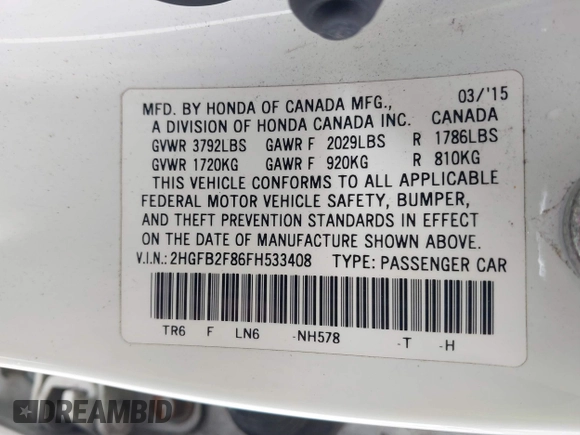 MFD. BY HONDA OF CANADA MFG., 03/'15
A DIVISION OF HONDA CANADA INC. CANADA
GVWR 3792LBS GAWR F 2029LBS R 1786LBS
GVWR 1720KG GAWR F 920KG R 810KG
THIS VEHICLE CONFORMS TO ALL APPLICABLE
FEDERAL MOTOR VEHICLE SAFETY, BUMPER,
AND THEFT PREVENTION STANDARDS IN EFFECT
ON THE DATE OF MANUFACTURE SHOWN ABOVE.
V.I.N.: 2HGFB2F86FH533408 TYPE: PASSENGER CAR
TR6 F LN6 -NH578 -T -H
DREAMBID